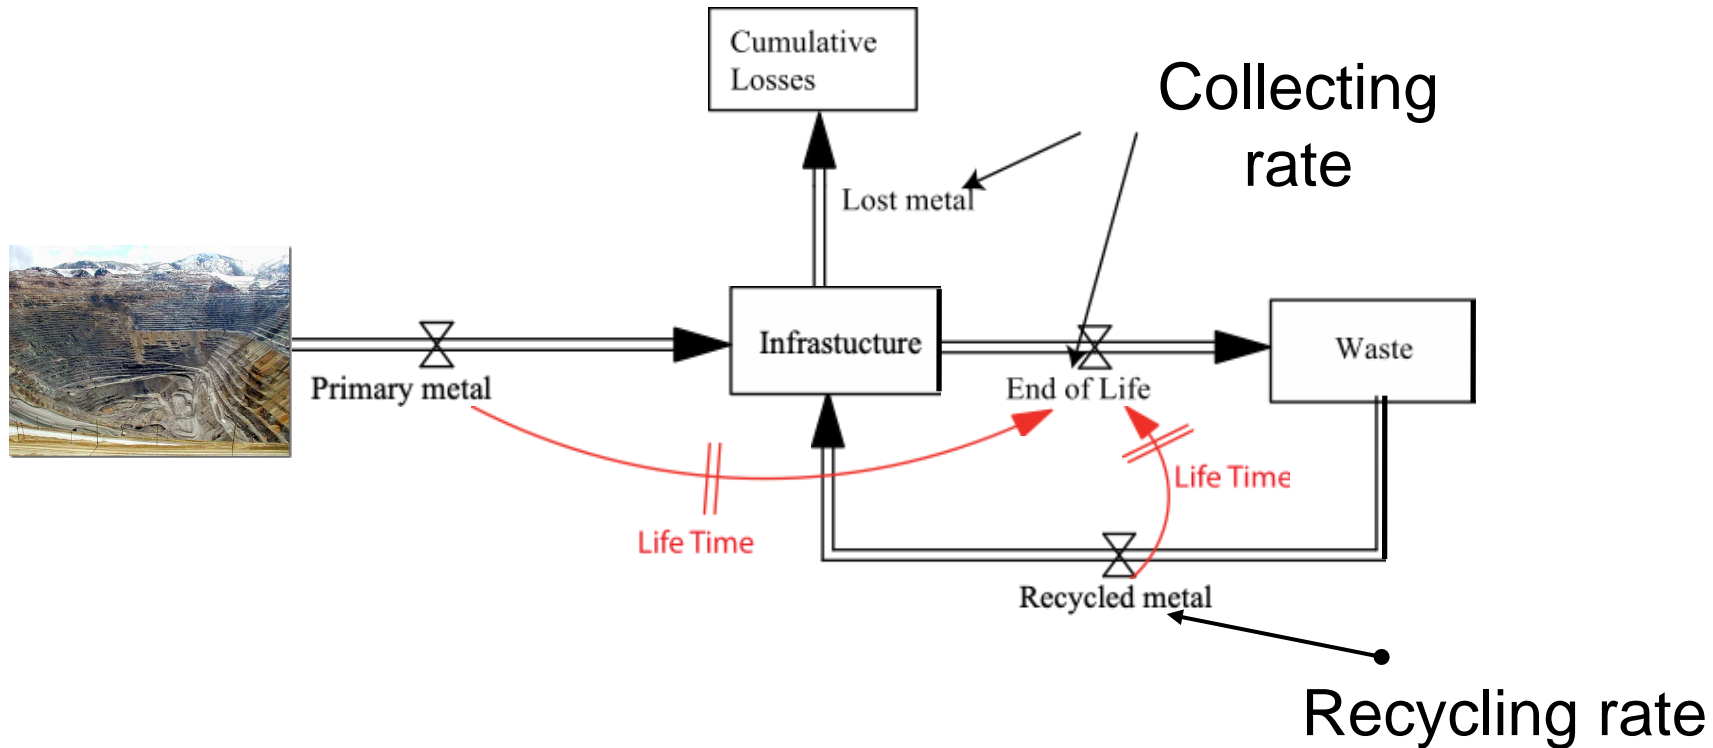 Cumulative
Losses
Collecting
rate
Lost metal
Infrastucture
Waste
Primary metal
End of Life
Life Time
Life Time
Recycled metal
Recycling rate